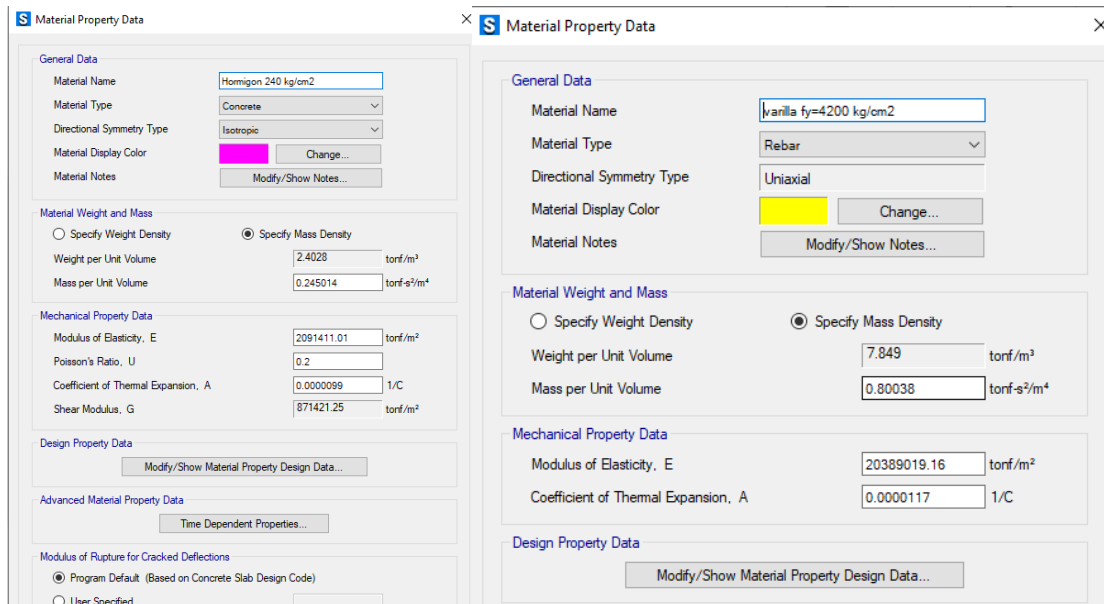 S Material Property Data
General Data
Material Name Hormigon 240 kg/cm2
Material Type Concrete
Directional Symmetry Type Isotropic
Material Display Color Change...
Material Notes Modify/Show Notes...
Material Weight and Mass
Specify Weight Density Specify Mass Density
Weight per Unit Volume 2.4028 tonf/m³
Mass per Unit Volume 0.245014 tonf-s²/m⁴
Mechanical Property Data
Modulus of Elasticity, E 2091411.01 tonf/m²
Poisson's Ratio, U 0.2
Coefficient of Thermal Expansion, A 0.0000099 1/C
Shear Modulus, G 871421.25 tonf/m²
Design Property Data
Modify/Show Material Property Design Data...
Advanced Material Property Data
Time Dependent Properties...
Modulus of Rupture for Cracked Deflections
Program Default (Based on Concrete Slab Design Code)
User Specified
S Material Property Data
General Data
Material Name varilla fy=4200 kg/cm2
Material Type Rebar
Directional Symmetry Type Uniaxial
Material Display Color Change...
Material Notes Modify/Show Notes...
Material Weight and Mass
Specify Weight Density Specify Mass Density
Weight per Unit Volume 7.849 tonf/m³
Mass per Unit Volume 0.80038 tonf-s²/m⁴
Mechanical Property Data
Modulus of Elasticity, E 20389019.16 tonf/m²
Coefficient of Thermal Expansion, A 0.0000117 1/C
Design Property Data
Modify/Show Material Property Design Data...